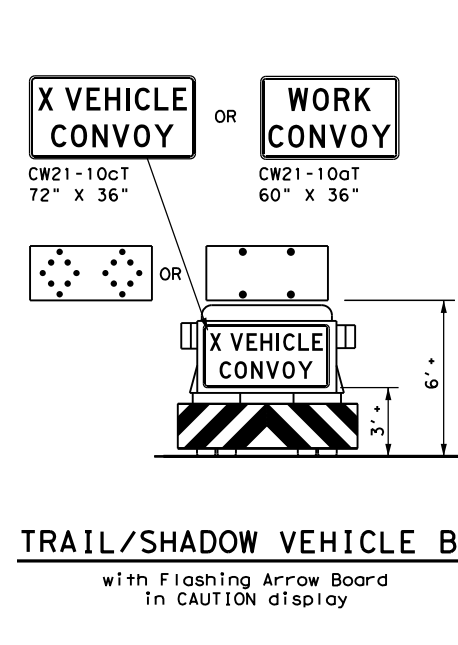 X VEHICLE
CONVOY
OR
WORK
CONVOY
CW21-10cT
72" X 36"
CW21-10aT
60" X 36"
OR
X VEHICLE
CONVOY
6'+
3'+
TRAIL/SHADOW VEHICLE B
with Flashing Arrow Board
in CAUTION display